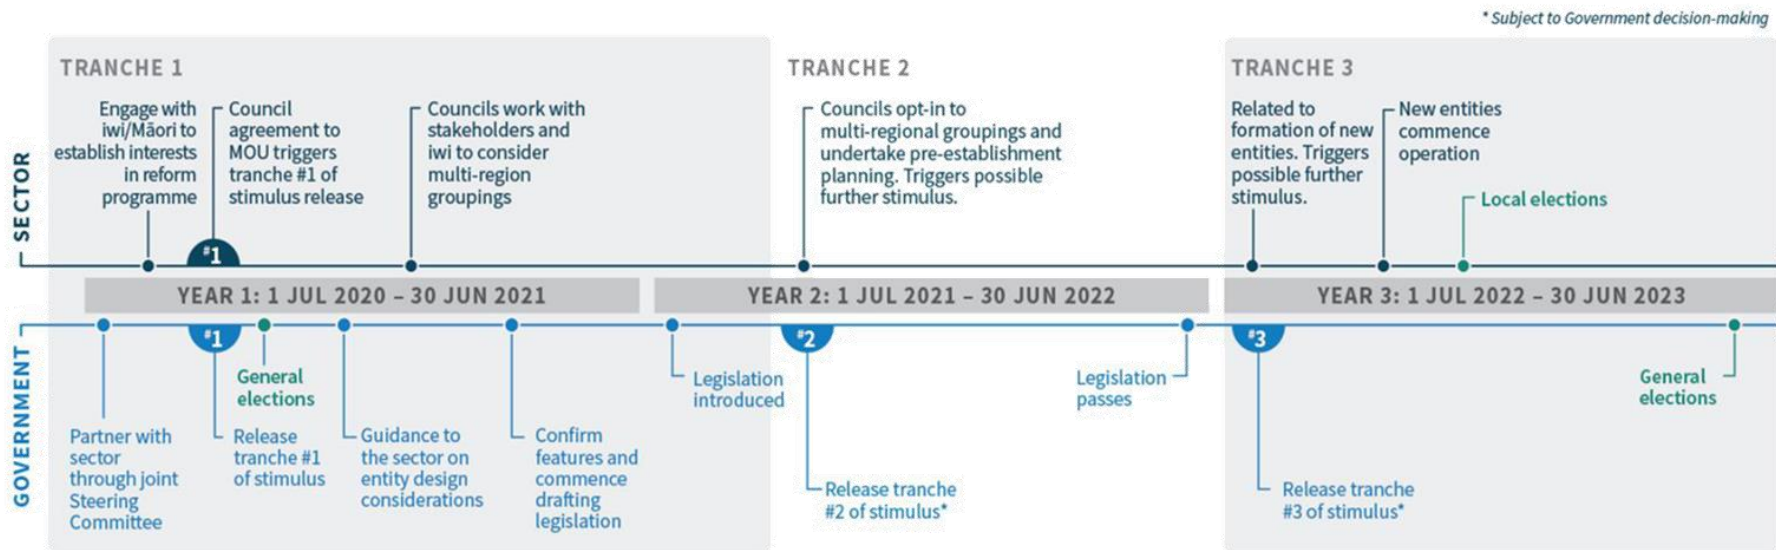 * Subject to Government decision-making
TRANCHE 1
TRANCHE 2
TRANCHE 3
SECTOR
Engage with
iwi/Māori to
establish interests
in reform
programme
Council
agreement to
MOU triggers
tranche #1 of
stimulus release
Councils work with
stakeholders and
iwi to consider
multi-region
groupings
Councils opt-in to
multi-regional groupings and
undertake pre-establishment
planning. Triggers possible
further stimulus.
Related to
formation of new
entities. Triggers
possible further
stimulus.
New entities
commence
operation
Local elections
#1
YEAR 1: 1 JUL 2020 – 30 JUN 2021
YEAR 2: 1 JUL 2021 – 30 JUN 2022
YEAR 3: 1 JUL 2022 – 30 JUN 2023
GOVERNMENT
#1
#2
#3
Partner with
sector
through joint
Steering
Committee
Release
tranche #1
of stimulus
General
elections
Guidance to
the sector on
entity design
considerations
Confirm
features and
commence
drafting
legislation
Legislation
introduced
Release tranche
#2 of stimulus*
Legislation
passes
Release tranche
#3 of stimulus*
General
elections